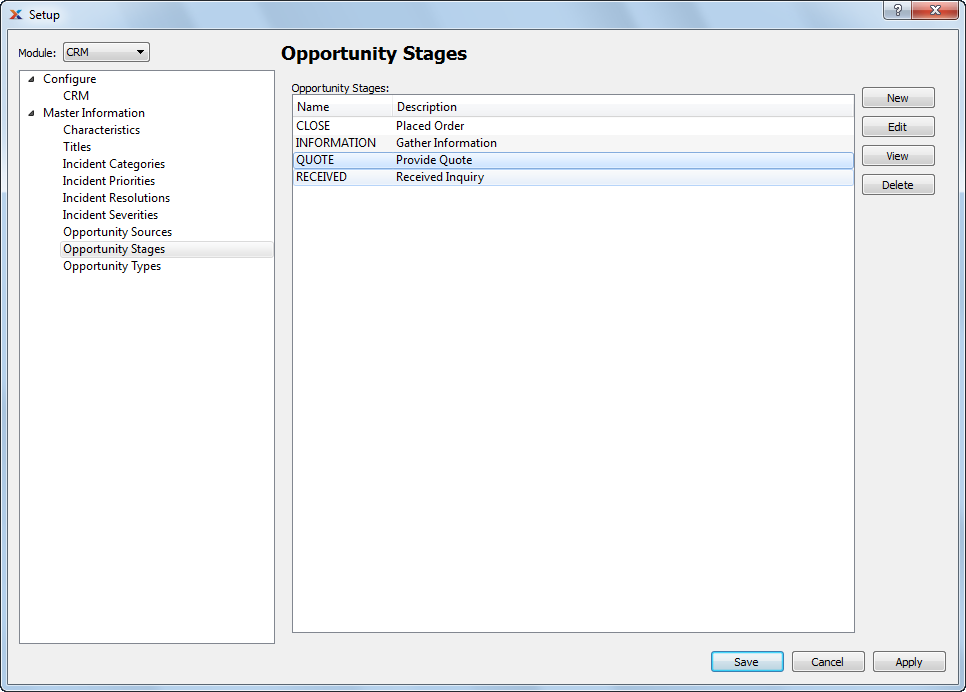 Setup
?
Module: CRM
Configure
CRM
Master Information
Characteristics
Titles
Incident Categories
Incident Priorities
Incident Resolutions
Incident Severities
Opportunity Sources
Opportunity Stages
Opportunity Types
Opportunity Stages
Opportunity Stages:
Name Description
CLOSE Placed Order
INFORMATION Gather Information
QUOTE Provide Quote
RECEIVED Received Inquiry
New
Edit
View
Delete
Save Cancel Apply